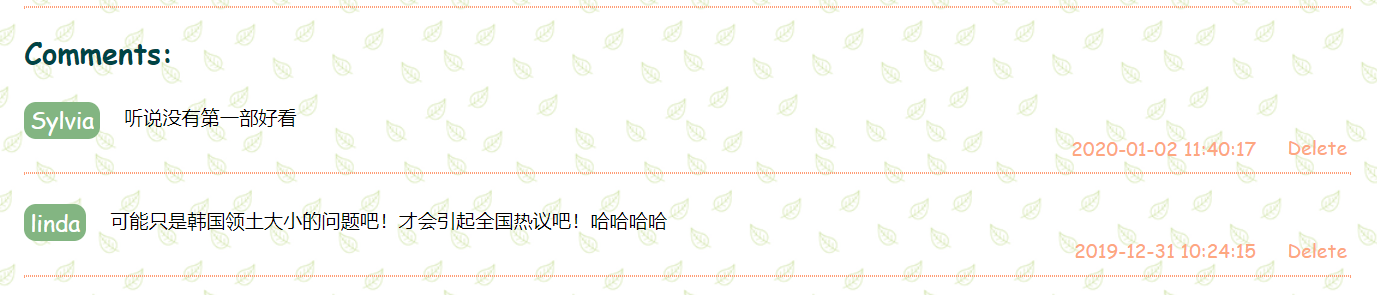 Comments:
Sylvia 听说没有第一部好看
2020-01-02 11:40:17 Delete
linda 可能只是韩国领土大小的问题吧！才会引起全国热议吧！哈哈哈哈
2019-12-31 10:24:15 Delete